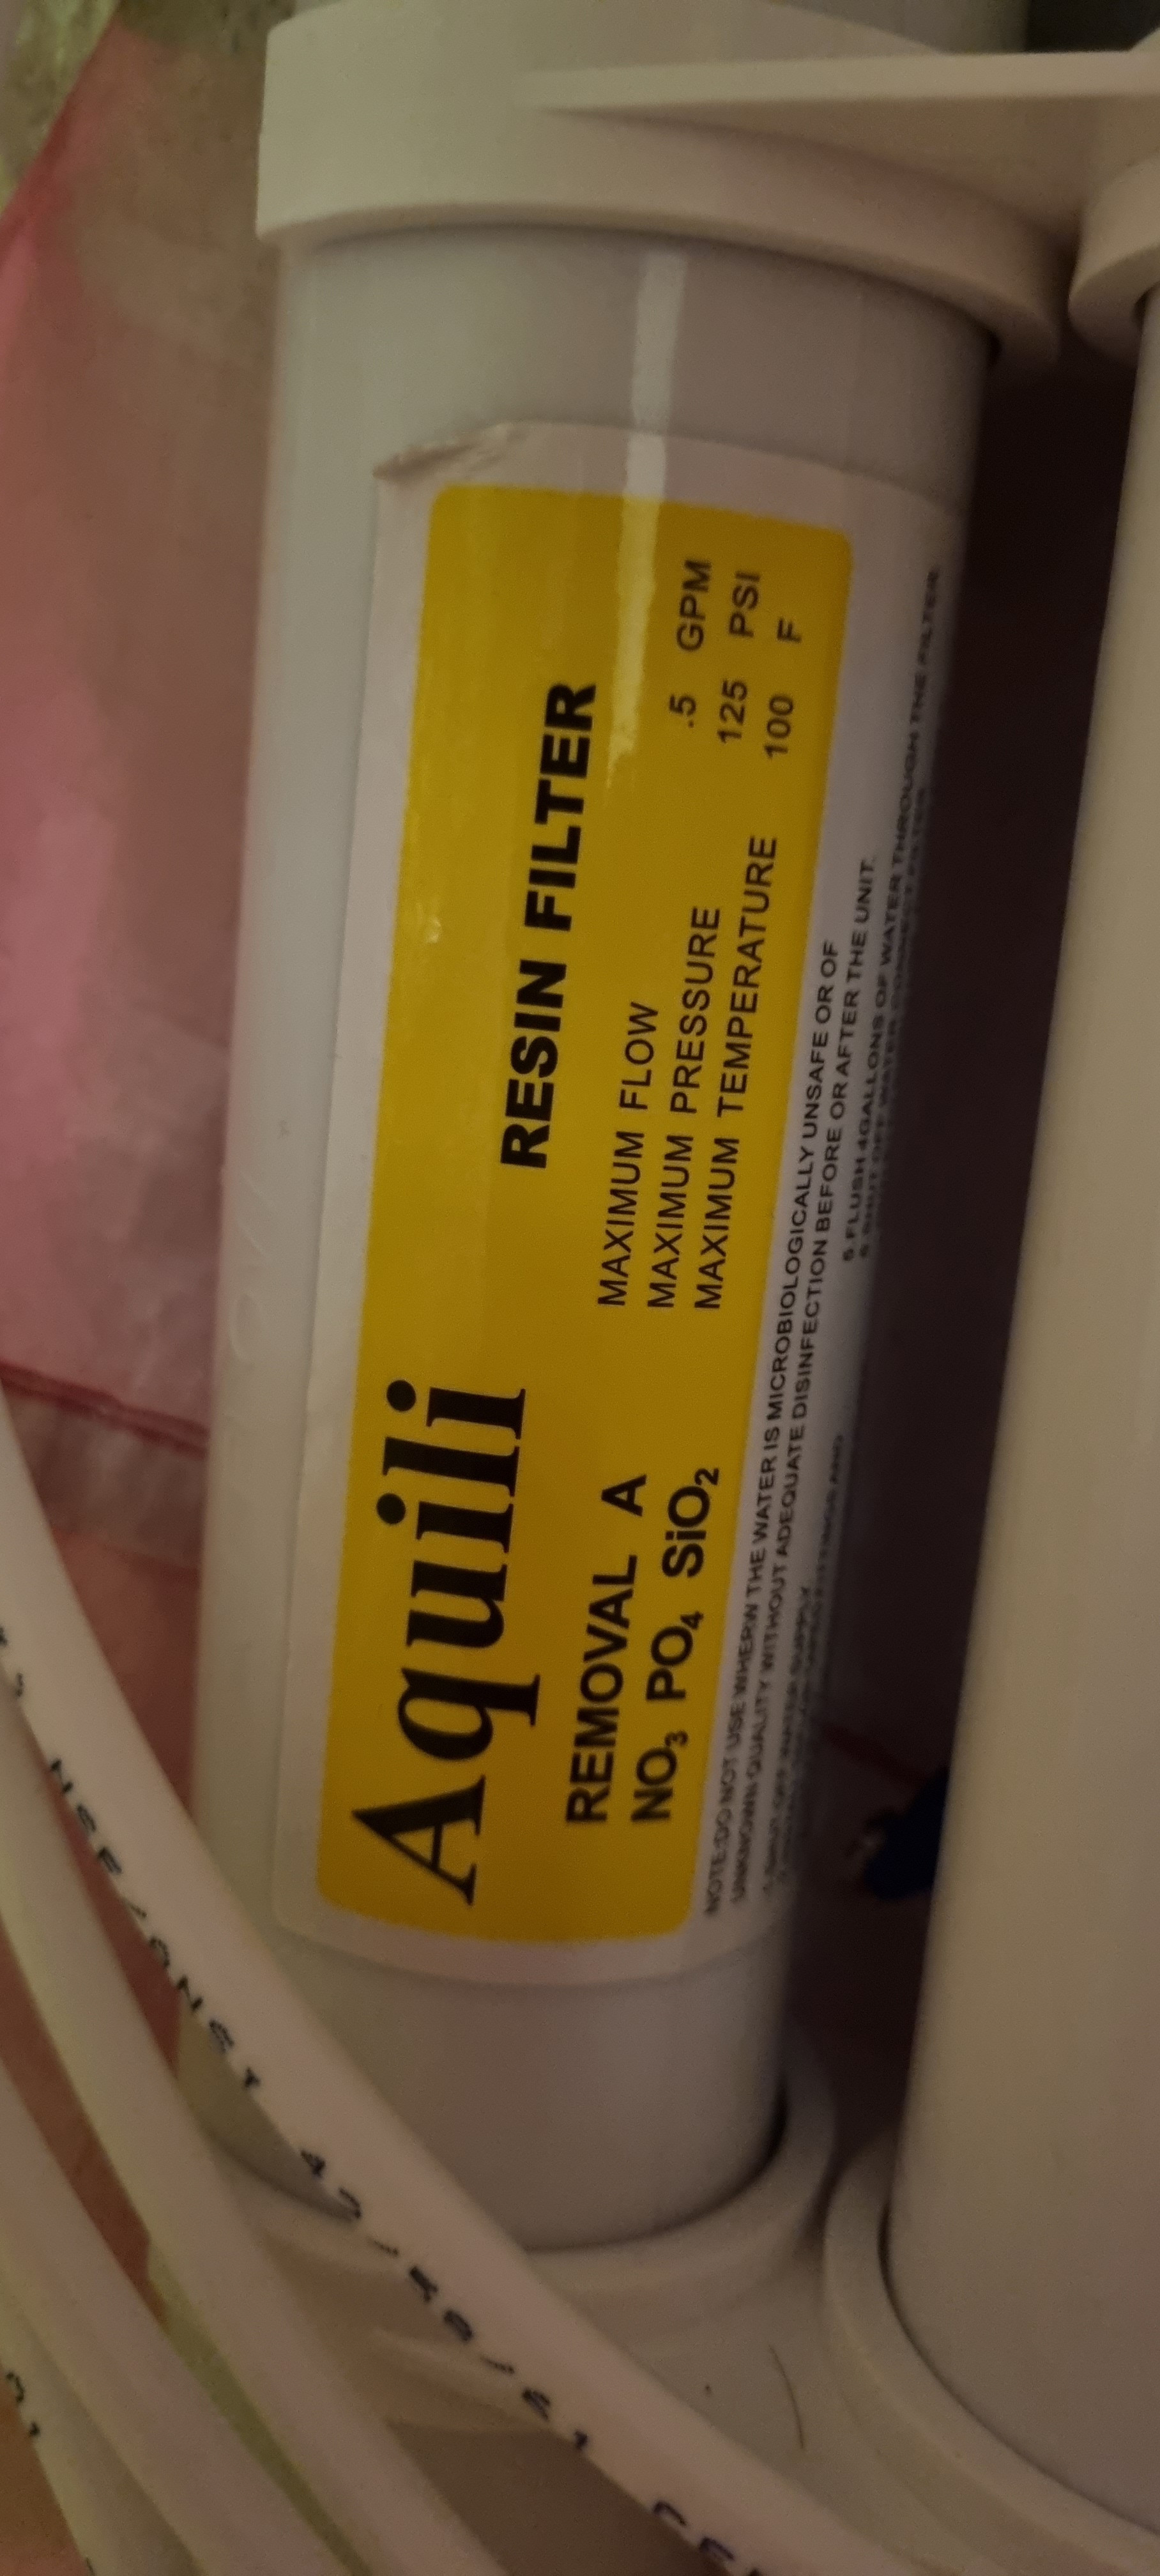 Aquili
RESIN FILTER
REMOVAL A
NO₃ PO₄ SiO₂
MAXIMUM FLOW .5 GPM
MAXIMUM PRESSURE 125 PSI
MAXIMUM TEMPERATURE 100 F
NOTE:DO NOT USE WHERW THE WATER IS MICROBIOLOGICALLY UNSAFE OR OF
UNKNOWN QUALITY WITHOUT ADEQUATE DISINFECTION BEFORE OR AFTER THE UNIT.
5.FLUSH 4GALLONS OF WATER THROUGH THE FILTER
NSF